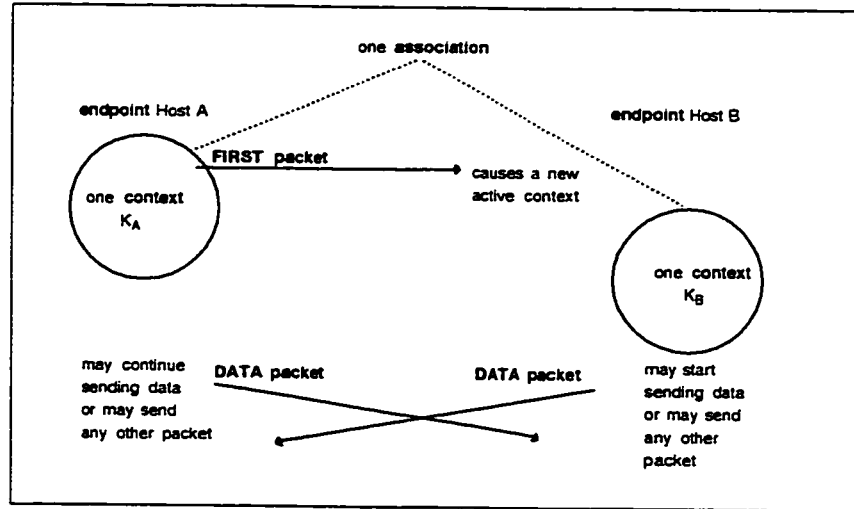 one association
endpoint Host A
endpoint Host B
FIRST packet
causes a new
active context
one context
KA
one context
KB
may continue
sending data
or may send
any other packet
DATA packet
DATA packet
may start
sending data
or may send
any other
packet